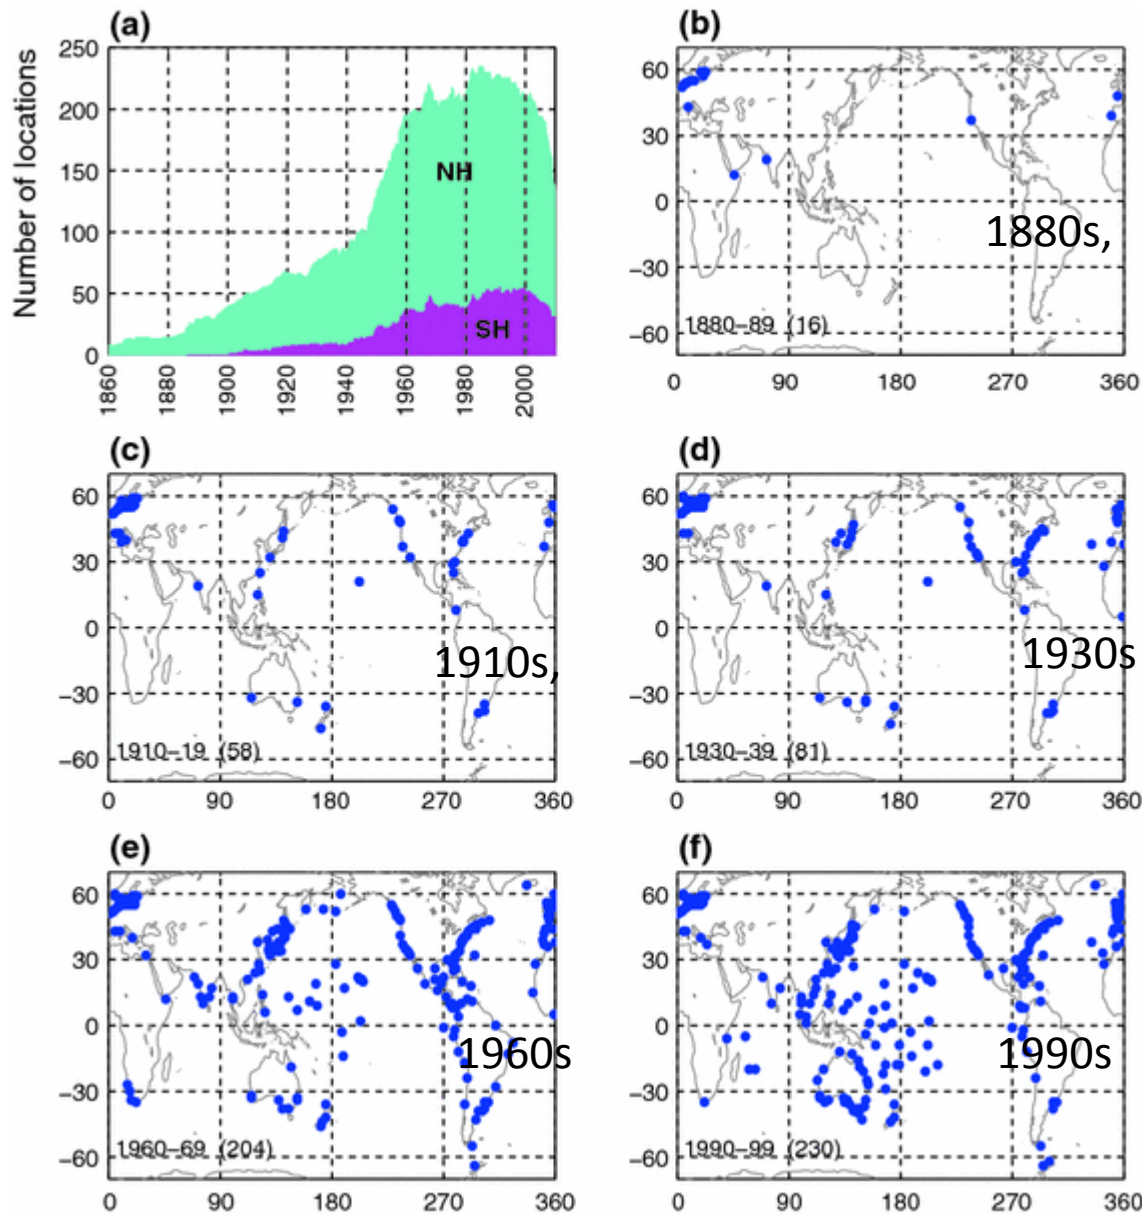 (a)
Number of locations
250
200
150
100
50
0
NH
SH
1860
1880
1900
1920
1940
1960
1980
2000
(b)
60
30
0
−30
−60
1880s,
1880−89 (16)
0 90 180 270 360
(c)
60
30
0
−30
−60
1910s,
1910−19 (58)
0 90 180 270 360
(d)
60
30
0
−30
−60
1930s
1930−39 (81)
0 90 180 270 360
(e)
60
30
0
−30
−60
1960s
1960−69 (204)
0 90 180 270 360
(f)
60
30
0
−30
−60
1990s
1990−99 (230)
0 90 180 270 360